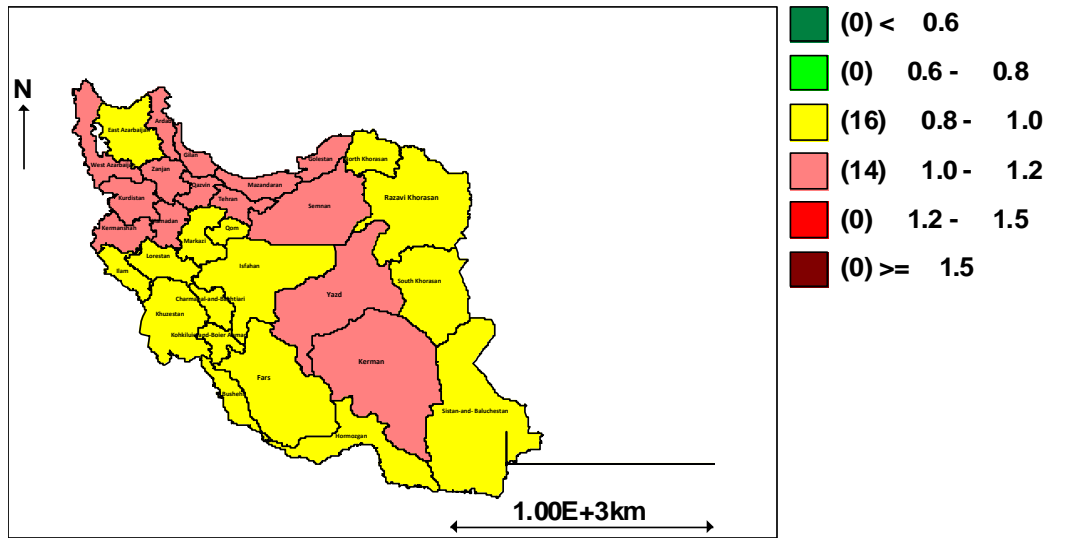 N
East Azarbaijan
Ardabil
West Azarbaijan
Zanjan
Gilan
Golestan
North Khorasan
Kurdistan
Qazvin
Mazandaran
Tehran
Semnan
Razavi Khorasan
Kermanshah
Hamadan
Markazi
Qom
Lorestan
Ilam
Isfahan
South Khorasan
Charmahal-and-Bakhtiari
Yazd
Khuzestan
Kohkiluie-and-Boier Ahmad
Kerman
Fars
Bushehr
Sistan-and- Baluchestan
Hormozgan
1.00E+3km
(0) < 0.6
(0) 0.6 - 0.8
(16) 0.8 - 1.0
(14) 1.0 - 1.2
(0) 1.2 - 1.5
(0) >= 1.5